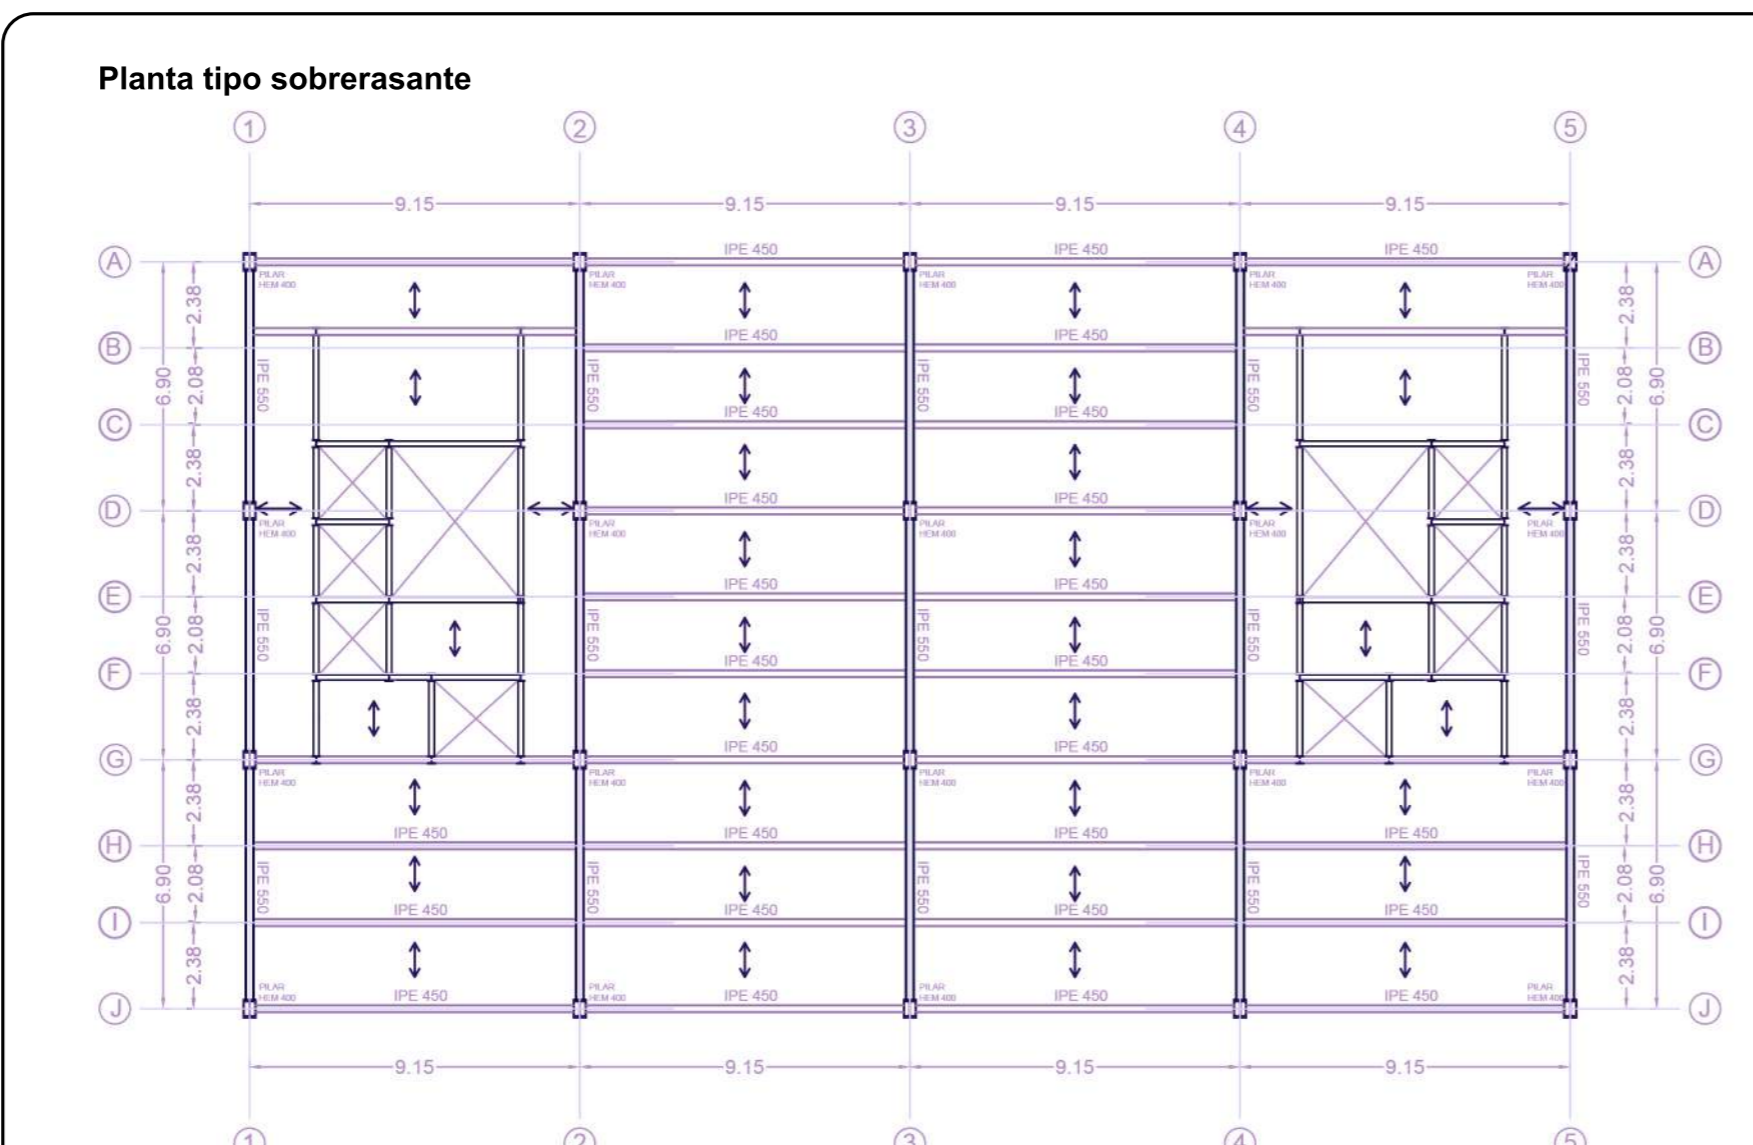 Planta tipo sobrerasante
1 2 3 4 5
9.15 9.15 9.15 9.15
IPE 450 IPE 450 IPE 450
A A
PILAR PILAR PILAR PILAR PILAR
HEM 400 HEM 400 HEM 400 HEM 400 HEM 400
2.38 2.38
IPE 450 IPE 450
B B
IPE 550 IPE 550 IPE 550 IPE 550 IPE 550
6.90 2.08 2.08 6.90
IPE 450 IPE 450
C C
2.38 2.38
IPE 450 IPE 450
D D
PILAR PILAR PILAR PILAR
HEM 400 HEM 400 HEM 400 HEM 400
2.38 2.38
IPE 450 IPE 450
E E
IPE 550 IPE 550 IPE 550 IPE 550 IPE 550
6.90 2.08 2.08 6.90
IPE 450 IPE 450
F F
2.38 2.38
IPE 450 IPE 450
G G
PILAR PILAR PILAR PILAR PILAR
HEM 400 HEM 400 HEM 400 HEM 400 HEM 400
2.38 2.38
IPE 450 IPE 450 IPE 450 IPE 450
H H
IPE 550 IPE 550 IPE 550 IPE 550 IPE 550
6.90 2.08 2.08 6.90
IPE 450 IPE 450 IPE 450 IPE 450
I I
2.38 2.38
PILAR PILAR PILAR PILAR PILAR
HEM 400 HEM 400 HEM 400 HEM 400 HEM 400
IPE 450 IPE 450 IPE 450 IPE 450
J J
9.15 9.15 9.15 9.15
1 2 3 4 5